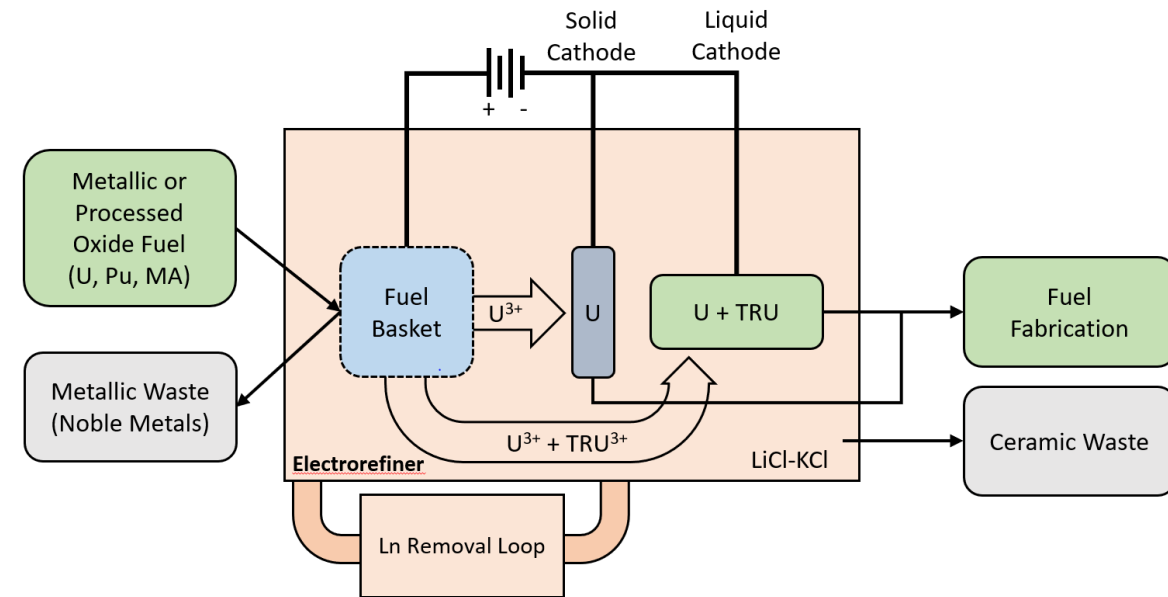 Solid
Cathode
Liquid
Cathode
+ -
Metallic or
Processed
Oxide Fuel
(U, Pu, MA)
Fuel
Basket
U³⁺
U
U + TRU
Fuel
Fabrication
Metallic Waste
(Noble Metals)
U³⁺ + TRU³⁺
Electrorefiner
LiCl-KCl
Ceramic Waste
Ln Removal Loop